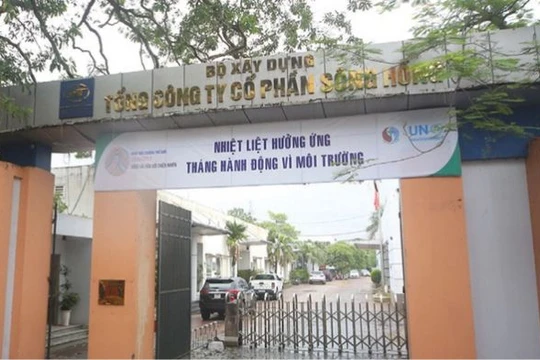 BỘ XÂY DỰNG
TỔNG CÔNG TY CỔ PHẦN SÔNG HỒNG
NHIỆT LIỆT HƯỞNG ỨNG
THÁNG HÀNH ĐỘNG VÌ MÔI TRƯỜNG
UN